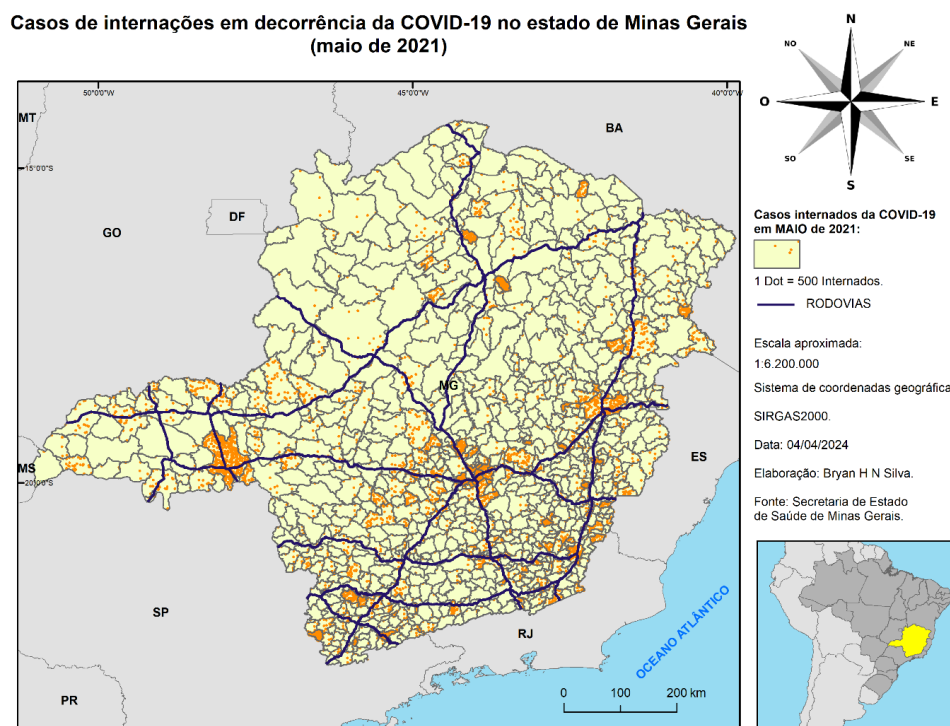 Casos de internações em decorrência da COVID-19 no estado de Minas Gerais
(maio de 2021)
N
NO
NE
O
E
SO
SE
S
50°0'0"W
45°0'0"W
40°0'0"W
MT
BA
15°0'0"S
DF
GO
MG
MS
20°0'0"S
ES
SP
RJ
PR
OCEANO ATLÂNTICO
0 100 200 km
Casos internados da COVID-19
em MAIO de 2021:
1 Dot = 500 Internados.
RODOVIAS
Escala aproximada:
1:6.200.000
Sistema de coordenadas geográfica
SIRGAS2000.
Data: 04/04/2024
Elaboração: Bryan H N Silva.
Fonte: Secretaria de Estado
de Saúde de Minas Gerais.